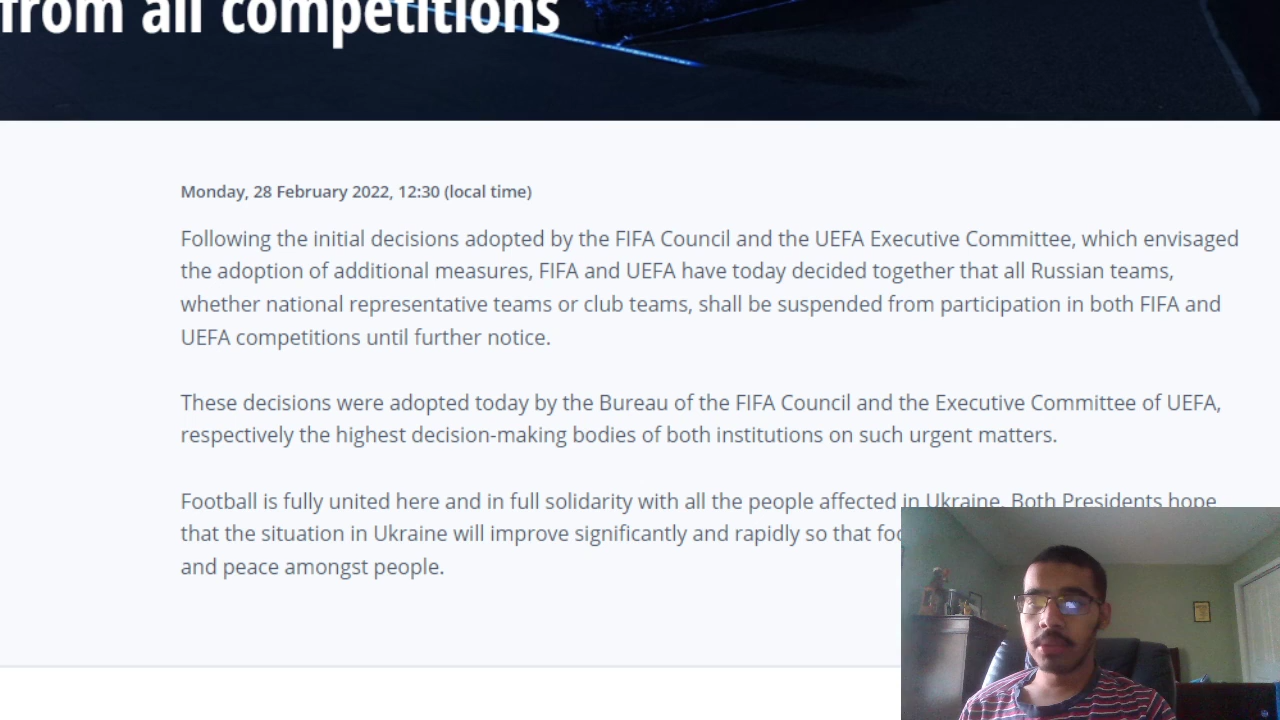 from all competitions
Monday, 28 February 2022, 12:30 (local time)
Following the initial decisions adopted by the FIFA Council and the UEFA Executive Committee, which envisaged
the adoption of additional measures, FIFA and UEFA have today decided together that all Russian teams,
whether national representative teams or club teams, shall be suspended from participation in both FIFA and
UEFA competitions until further notice.
These decisions were adopted today by the Bureau of the FIFA Council and the Executive Committee of UEFA,
respectively the highest decision-making bodies of both institutions on such urgent matters.
Football is fully united here and in full solidarity with all the people affected in Ukraine. Both Presidents hope
that the situation in Ukraine will improve significantly and rapidly so that
and peace amongst people.